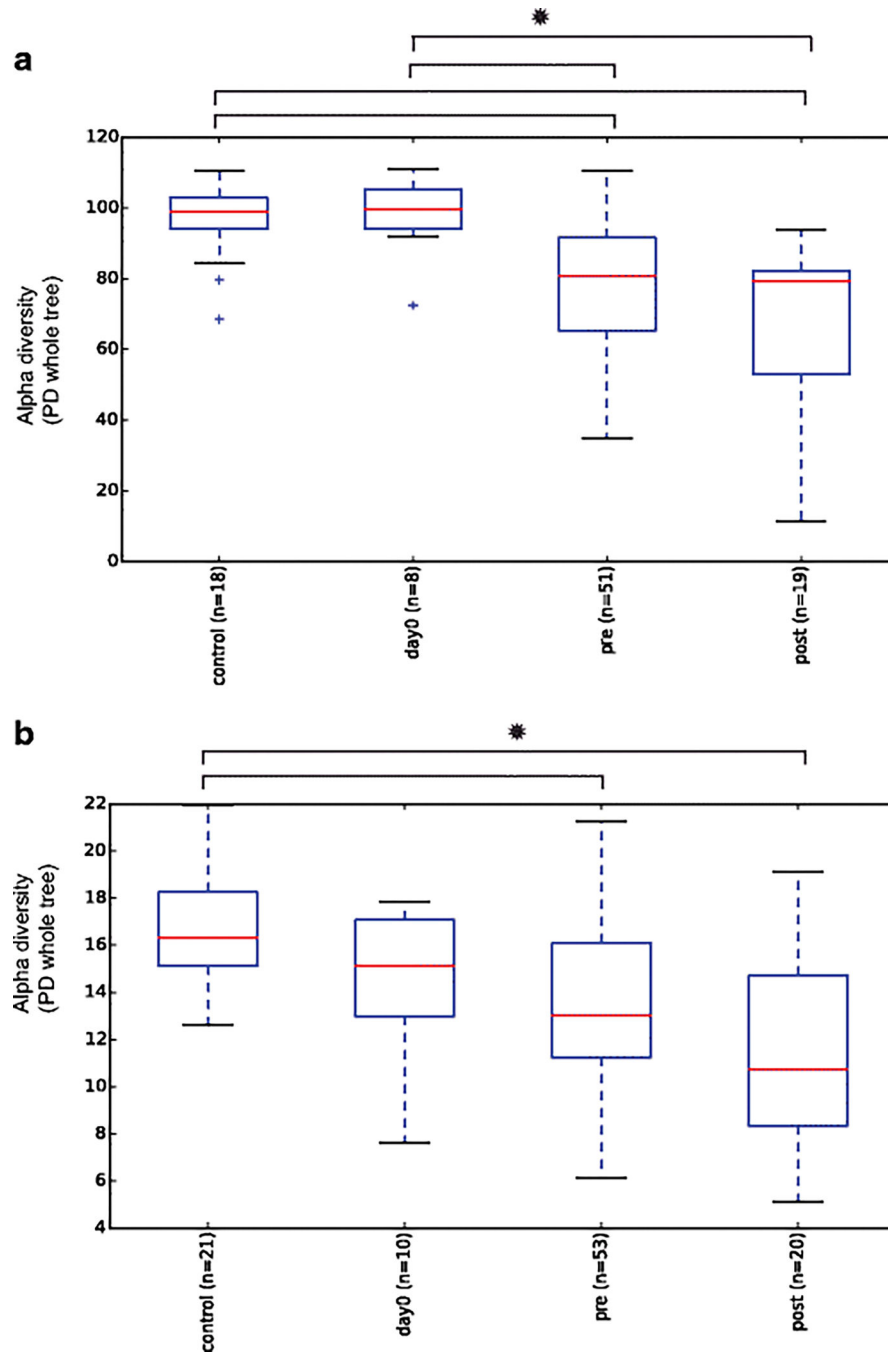 a
120
100
80
60
40
20
0
Alpha diversity
(PD whole tree)
control (n=18)
day0 (n=8)
pre (n=51)
post (n=19)
b
22
20
18
16
14
12
10
8
6
4
Alpha diversity
(PD whole tree)
control (n=21)
day0 (n=10)
pre (n=53)
post (n=20)